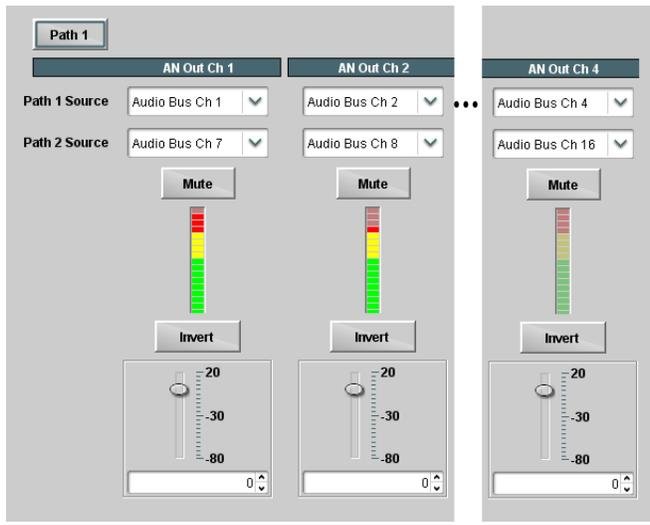 Path 1
AN Out Ch 1 AN Out Ch 2 AN Out Ch 4
Path 1 Source Audio Bus Ch 1 Audio Bus Ch 2 ••• Audio Bus Ch 4
Path 2 Source Audio Bus Ch 7 Audio Bus Ch 8 Audio Bus Ch 16
Mute Mute Mute
Invert Invert Invert
20 20 20
-30 -30 -30
-80 -80 -80
0 0 0